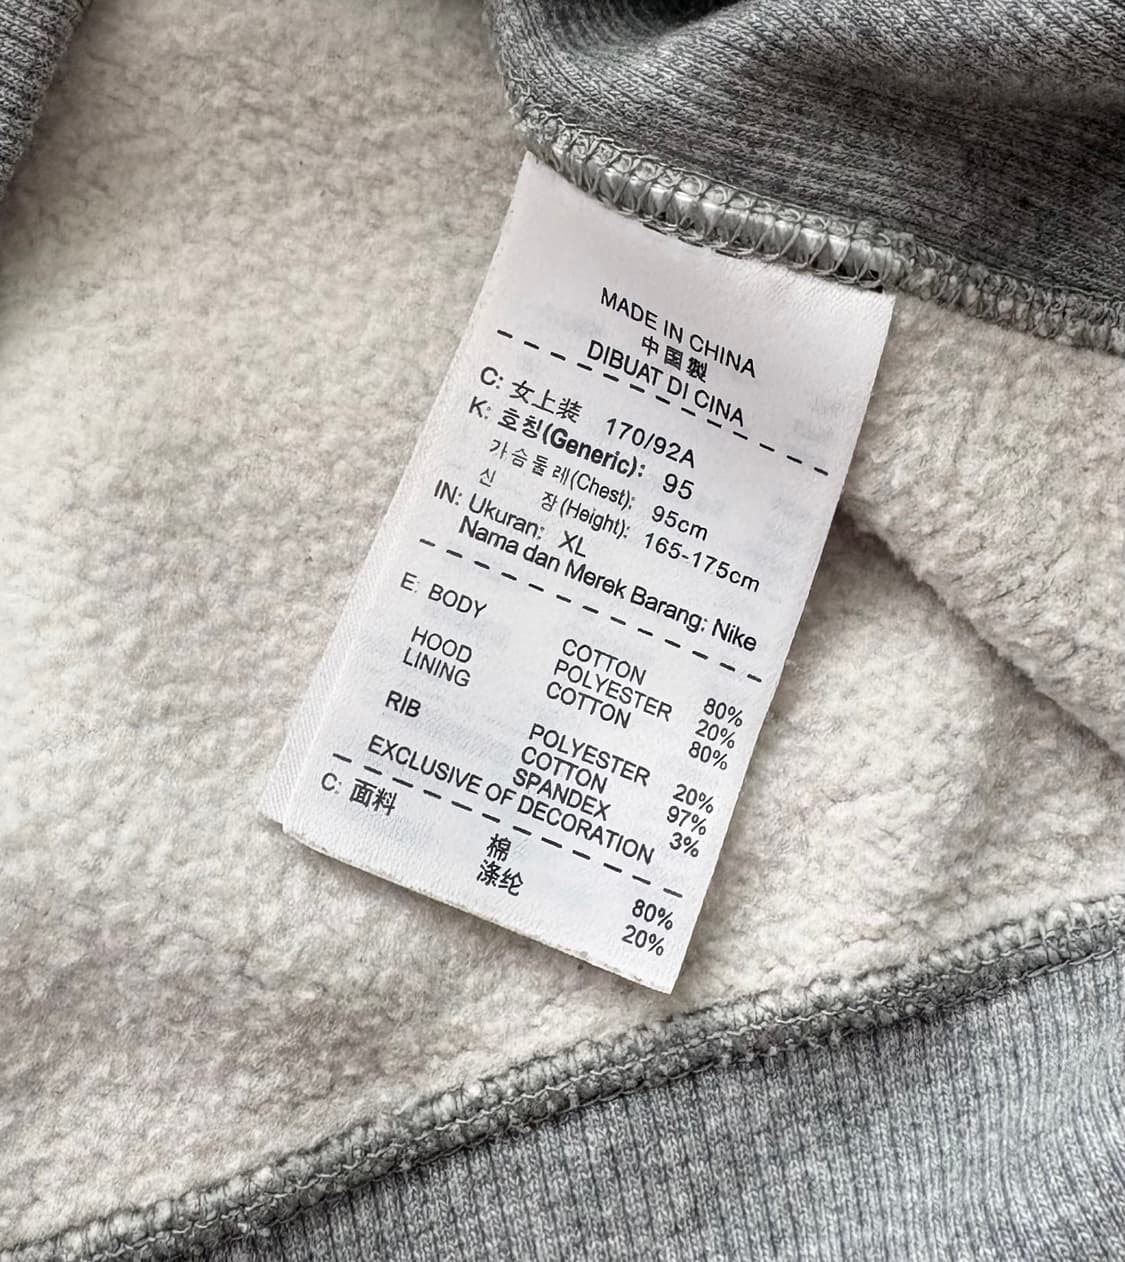 MADE IN CHINA
中国製
DIBUAT DI CINA
C: 女上装 170/92A
K: 호칭(Generic): 95
가슴둘레(Chest): 95cm
신 장(Height): 165-175cm
IN: Ukuran: XL
Nama dan Merek Barang: Nike
E: BODY COTTON 80%
POLYESTER 20%
HOOD LINING COTTON 80%
POLYESTER 20%
RIB COTTON 97%
SPANDEX 3%
EXCLUSIVE OF DECORATION
C: 面料 棉 80%
涤纶 20%